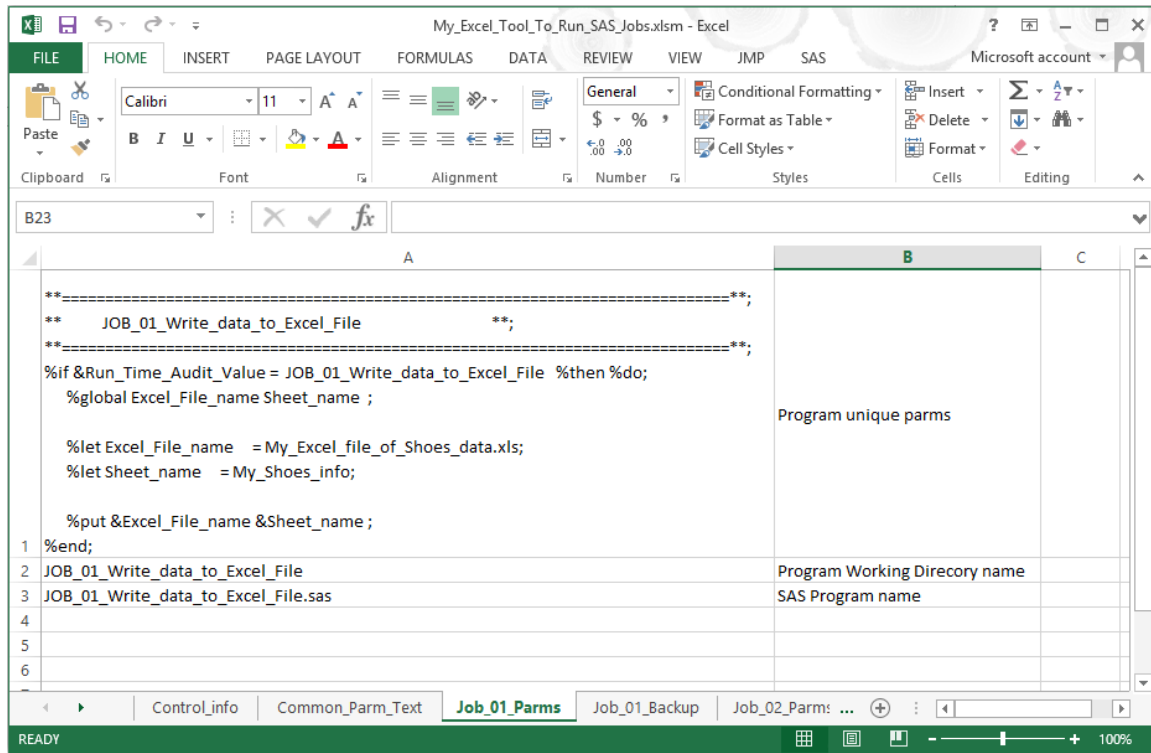 My_Excel_Tool_To_Run_SAS_Jobs.xlsm - Excel
?
FILE HOME INSERT PAGE LAYOUT FORMULAS DATA REVIEW VIEW JMP SAS Microsoft account
Calibri 11 A A General Conditional Formatting Insert
Paste $ % , Format as Table Delete
B I U A .00 .0 Cell Styles Format
Clipboard Font Alignment Number Styles Cells Editing
B23 fx
A B C
**=============================================================================**;
** JOB_01_Write_data_to_Excel_File **;
**=============================================================================**;
%if &Run_Time_Audit_Value = JOB_01_Write_data_to_Excel_File %then %do;
%global Excel_File_name Sheet_name ;
Program unique parms
%let Excel_File_name = My_Excel_file_of_Shoes_data.xls;
%let Sheet_name = My_Shoes_info;
%put &Excel_File_name &Sheet_name ;
1 %end;
2 JOB_01_Write_data_to_Excel_File Program Working Direcory name
3 JOB_01_Write_data_to_Excel_File.sas SAS Program name
4
5
6
Control_info Common_Parm_Text Job_01_Parms Job_01_Backup Job_02_Parms ...
READY 100%